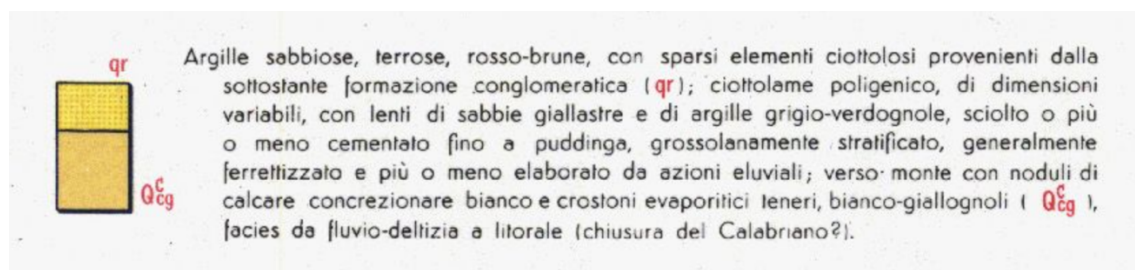 qr
Argille sabbiose, terrose, rosso-brune, con sparsi elementi ciottolosi provenienti dalla
sottostante formazione conglomeratica (qr); ciottolame poligenico, di dimensioni
variabili, con lenti di sabbie giallastre e di argille grigio-verdognole, sciolto o più
o meno cementato fino a puddinga, grossolanamente stratificato, generalmente
ferrettizzato e più o meno elaborato da azioni eluviali; verso monte con noduli di
Qᶜcg
calcare concrezionare bianco e crostoni evaporitici teneri, bianco-giallognoli ( Qᶜcg ),
facies da fluvio-deltizia a litorale (chiusura del Calabriano?).